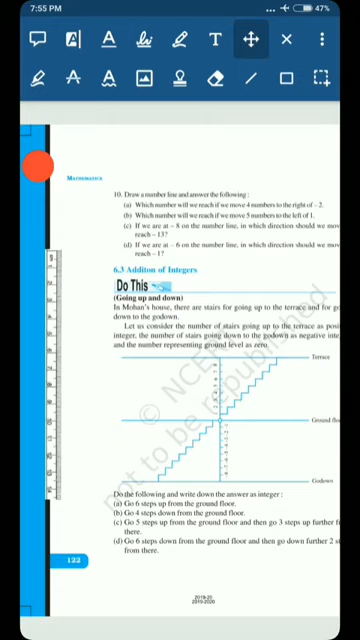 7:55 PM
47%
MATHEMATICS
10. Draw a number line and answer the following :
(a) Which number will we reach if we move 4 numbers to the right of – 2.
(b) Which number will we reach if we move 5 numbers to the left of 1.
(c) If we are at – 8 on the number line, in which direction should we mov
reach – 13?
(d) If we are at – 6 on the number line, in which direction should we mov
reach – 1?
6.3 Additon of Integers
Do This
(Going up and down)
In Mohan's house, there are stairs for going up to the terrace and for go
down to the godown.
Let us consider the number of stairs going up to the terrace as posi
integer, the number of stairs going down to the godown as negative inte
and the number representing ground level as zero.
Terrace
Ground flo
Godown
© NCER
not to be republished
Do the following and write down the answer as integer :
(a) Go 6 steps up from the ground floor.
(b) Go 4 steps down from the ground floor.
(c) Go 5 steps up from the ground floor and then go 3 steps up further f
there.
(d) Go 6 steps down from the ground floor and then go down further 2 s
from there.
122
2018-20
2019-2020